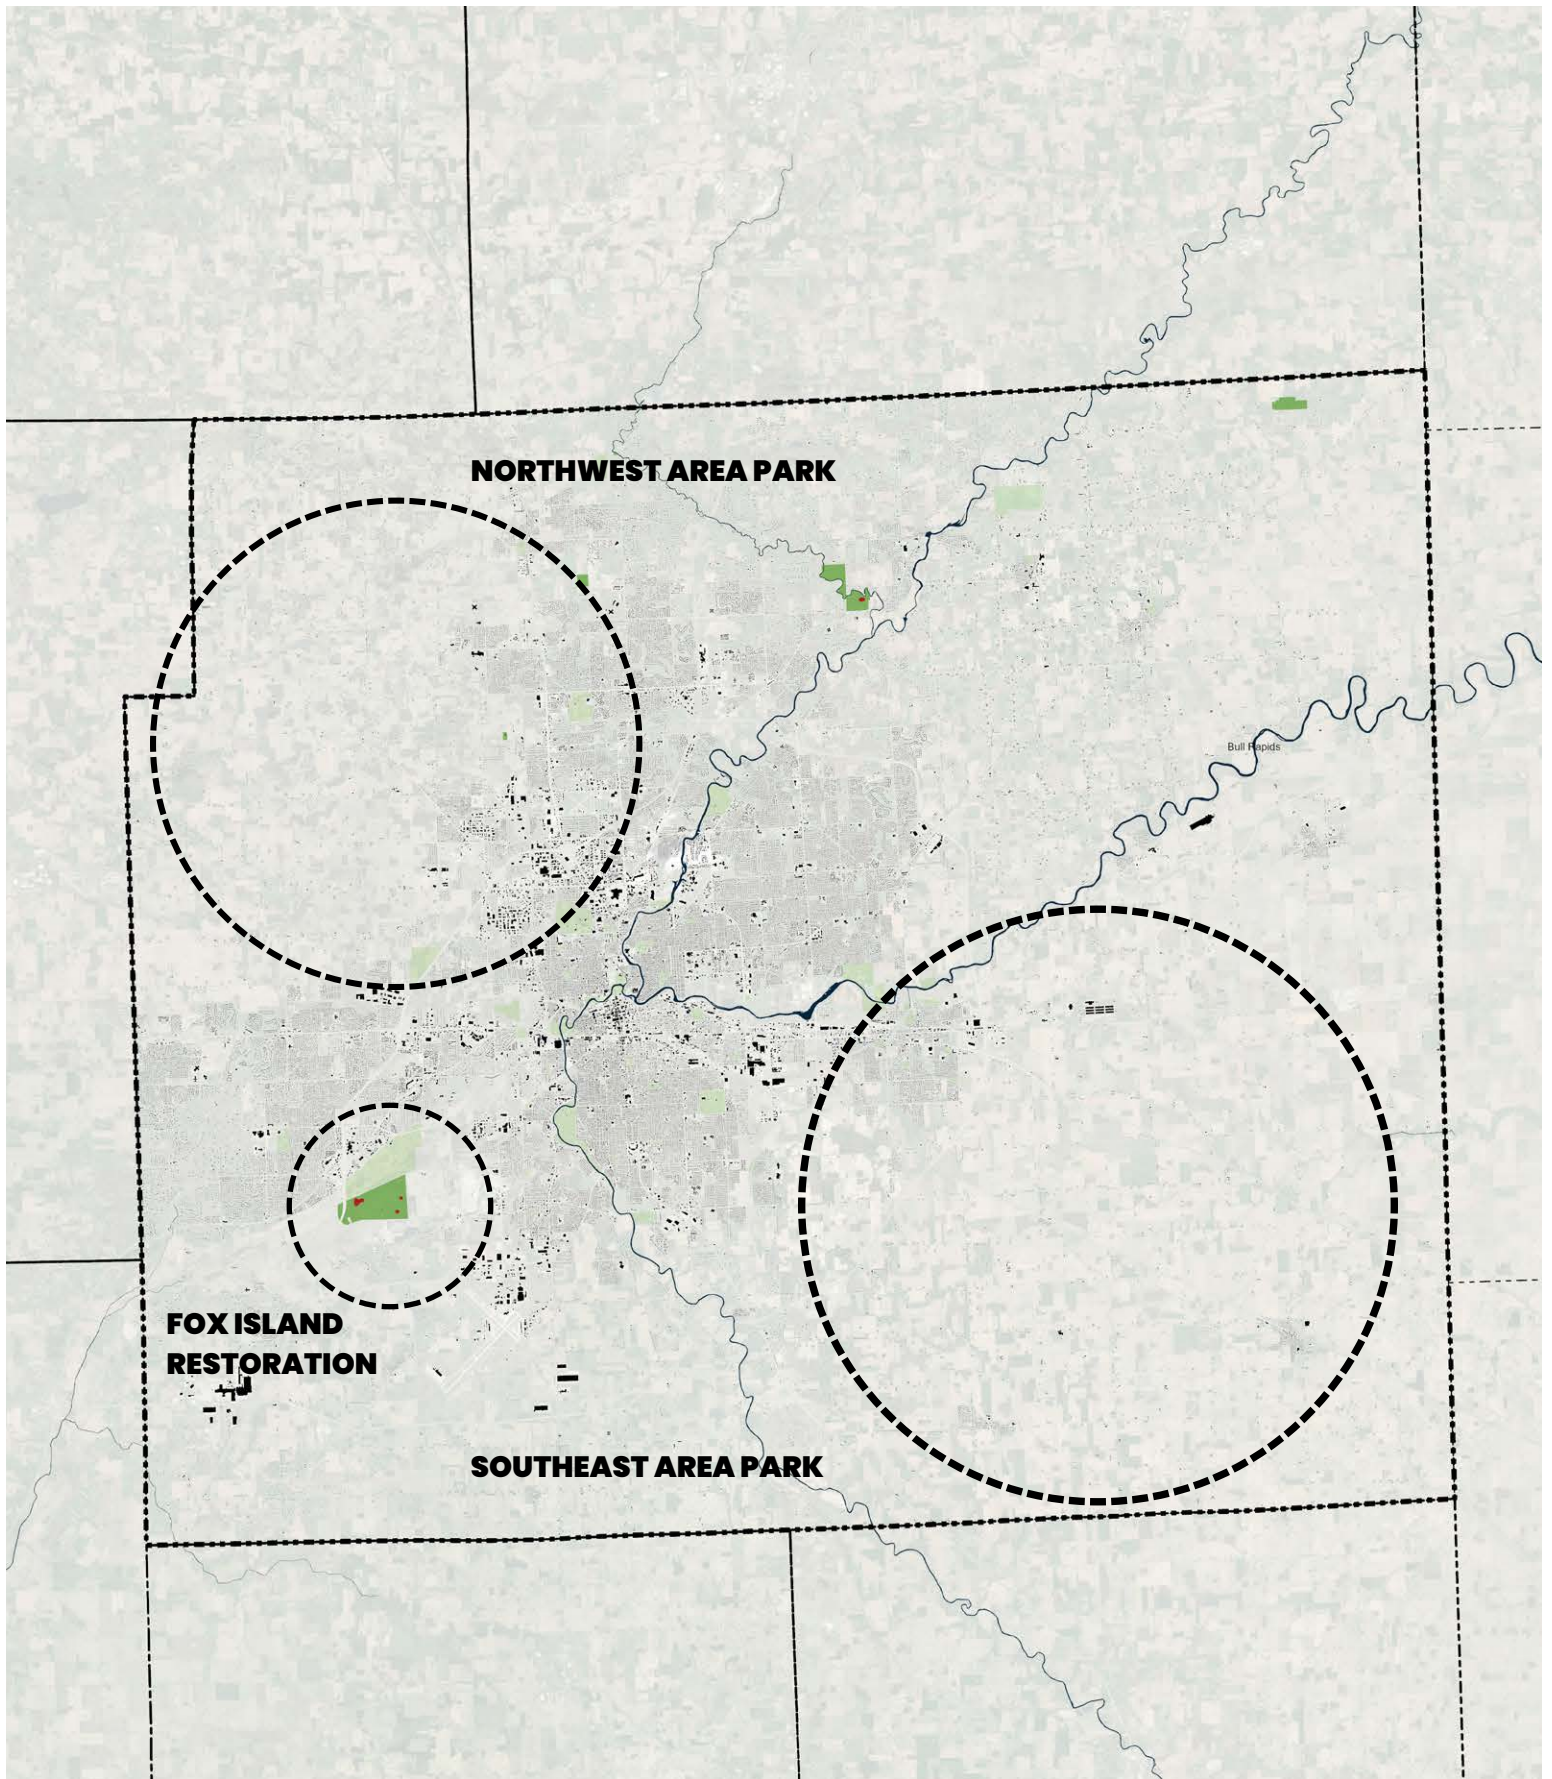 NORTHWEST AREA PARK
Bull Rapids
FOX ISLAND
RESTORATION
SOUTHEAST AREA PARK